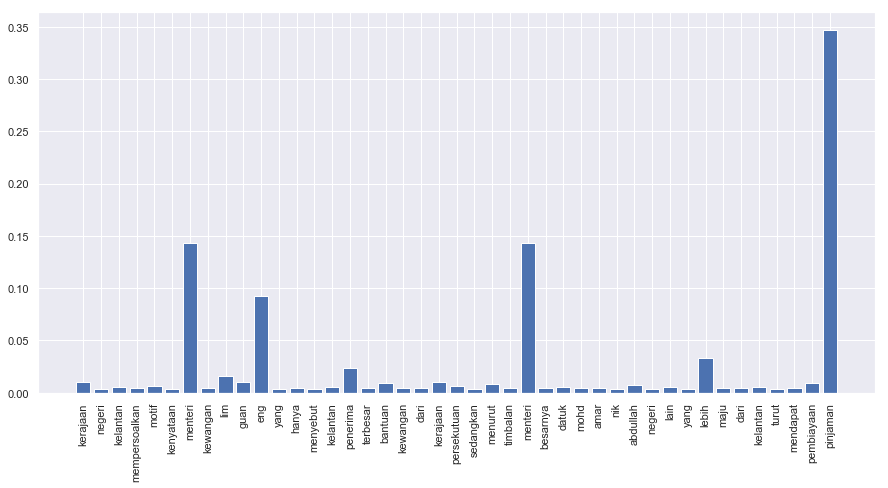 0.35
0.30
0.25
0.20
0.15
0.10
0.05
0.00
kerajaan
negeri
kelantan
mempersoalkan
motif
kenyataan
menteri
kewangan
lim
guan
eng
yang
hanya
menyebut
kelantan
penerima
terbesar
bantuan
kewangan
dari
kerajaan
persekutuan
sedangkan
menurut
timbalan
menteri
besarnya
datuk
mohd
amar
nik
abdullah
negeri
lain
yang
lebih
maju
dari
kelantan
turut
mendapat
pembiayaan
pinjaman